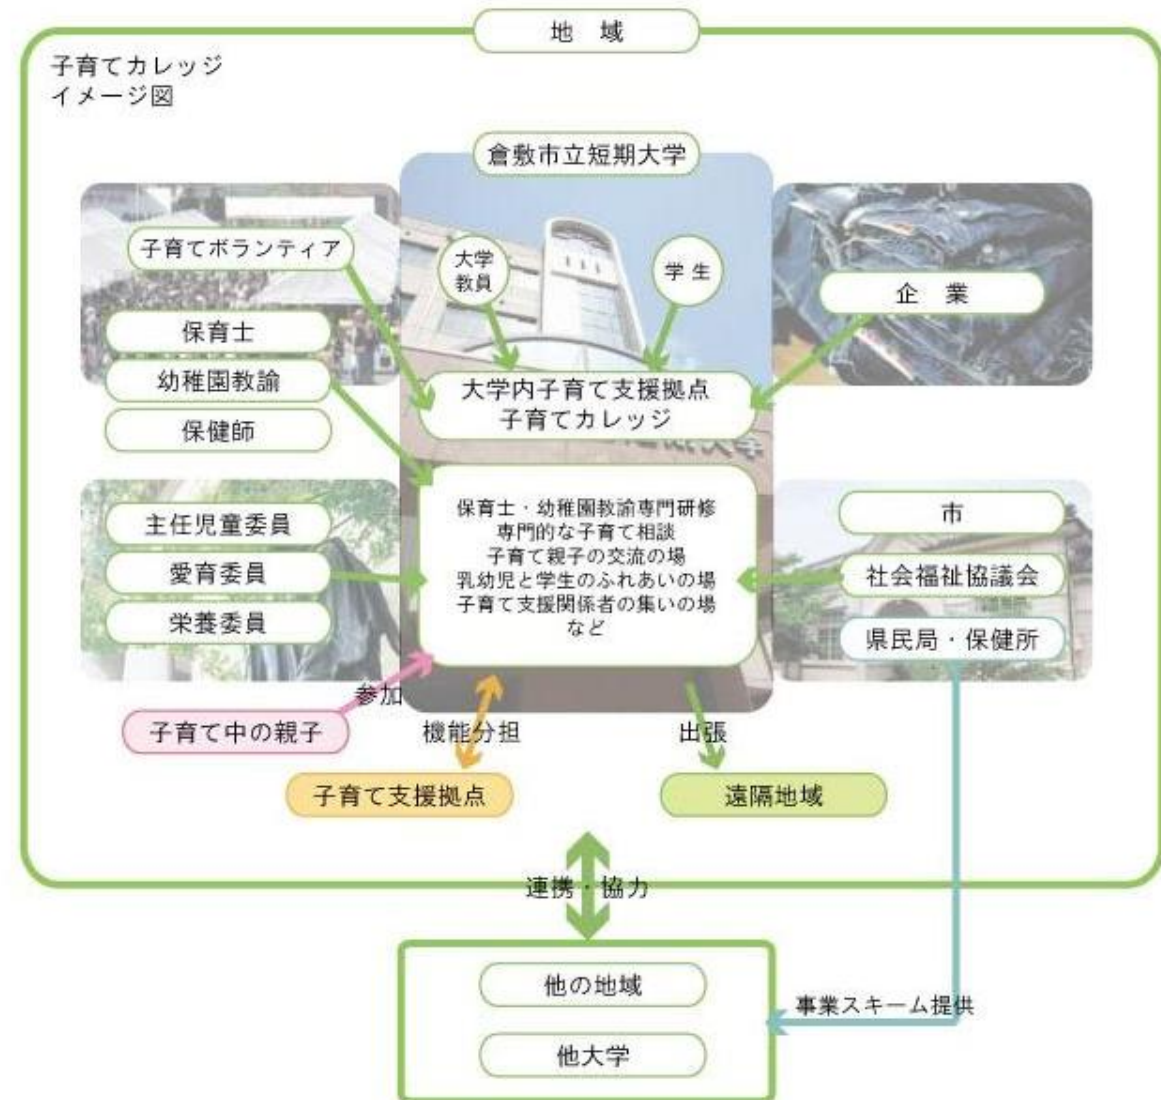 地　域
子育てカレッジ
イメージ図
倉敷市立短期大学
子育てボランティア
大学
教員
学 生
企　業
保育士
幼稚園教諭
保健師
大学内子育て支援拠点
子育てカレッジ
主任児童委員
愛育委員
栄養委員
保育士・幼稚園教諭専門研修
専門的な子育て相談
子育て親子の交流の場
乳幼児と学生のふれあいの場
子育て支援関係者の集いの場
など
市
社会福祉協議会
県民局・保健所
参加
子育て中の親子
機能分担
出張
子育て支援拠点
遠隔地域
連携・協力
他の地域
他大学
事業スキーム提供